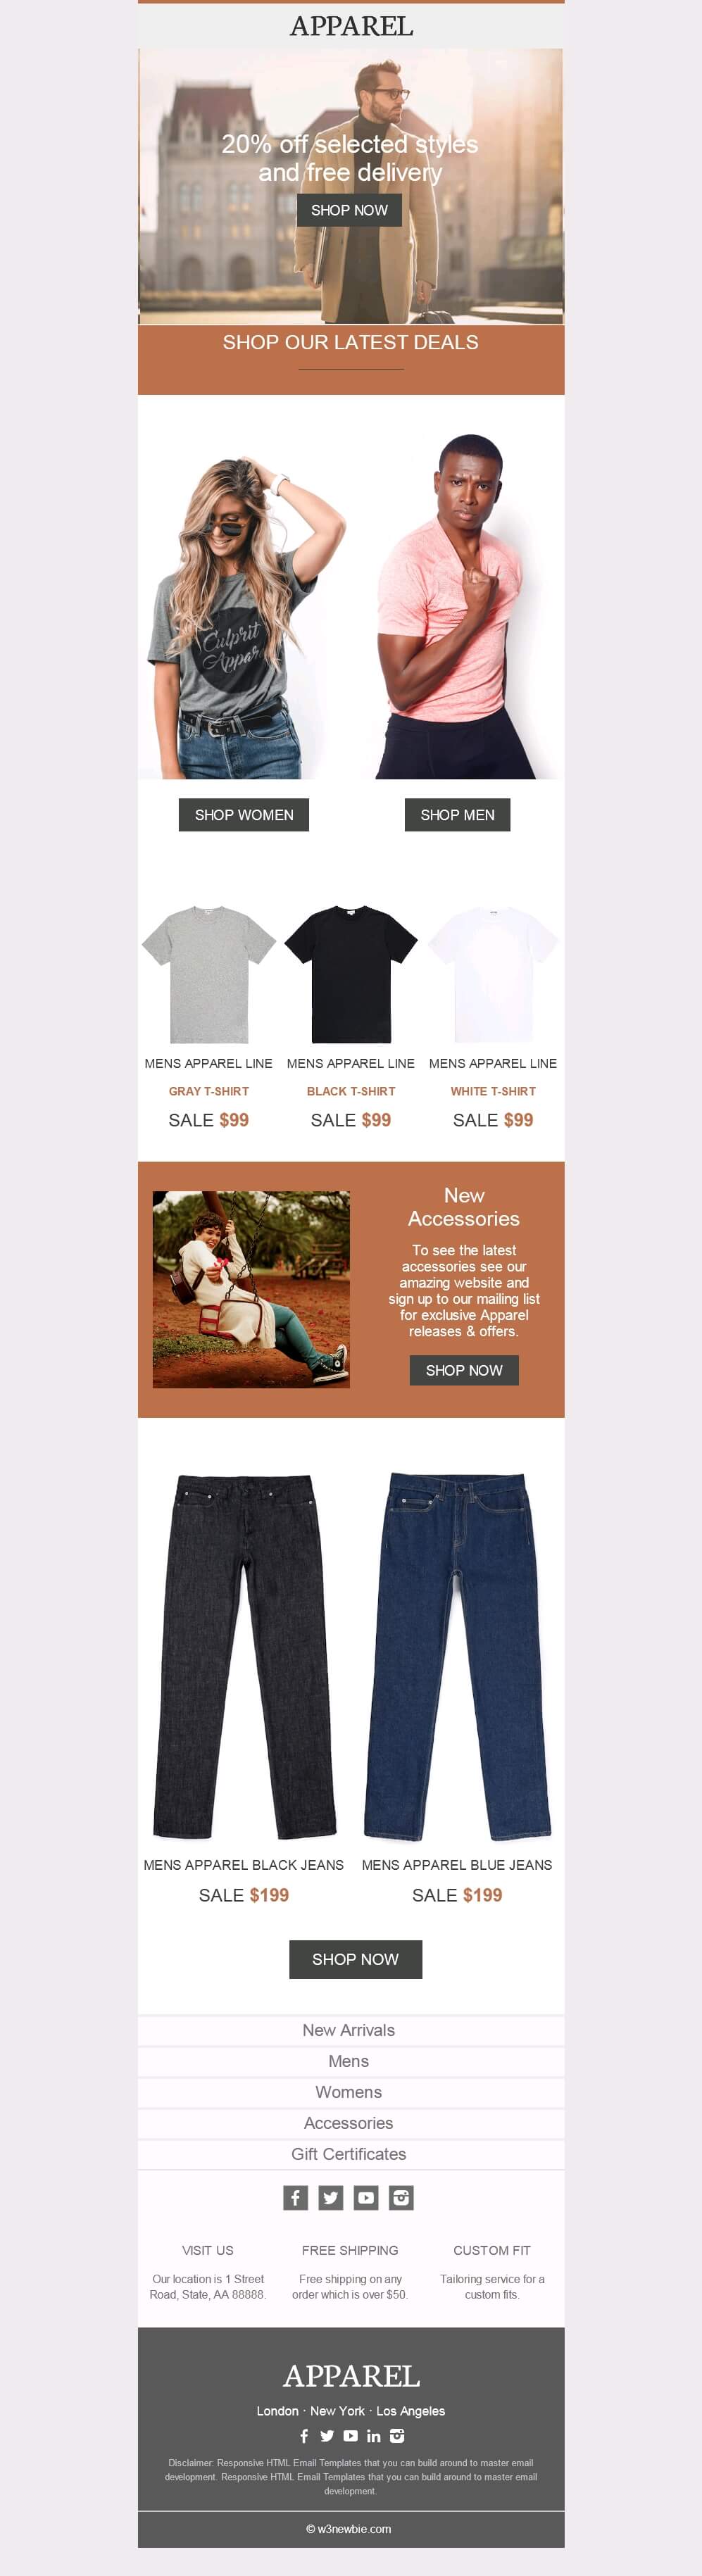 APPAREL
20% off selected styles
and free delivery
SHOP NOW
SHOP OUR LATEST DEALS
Culprit
SHOP WOMEN
SHOP MEN
MENS APPAREL LINE
GRAY T-SHIRT
SALE $99
MENS APPAREL LINE
BLACK T-SHIRT
SALE $99
MENS APPAREL LINE
WHITE T-SHIRT
SALE $99
New
Accessories
To see the latest
accessories see our
amazing website and
sign up to our mailing list
for exclusive Apparel
releases & offers.
SHOP NOW
MENS APPAREL BLACK JEANS
SALE $199
MENS APPAREL BLUE JEANS
SALE $199
SHOP NOW
New Arrivals
Mens
Womens
Accessories
Gift Certificates
VISIT US
Our location is 1 Street
Road, State, AA 88888.
FREE SHIPPING
Free shipping on any
order which is over $50.
CUSTOM FIT
Tailoring service for a
custom fits.
APPAREL
London · New York · Los Angeles
Disclaimer: Responsive HTML Email Templates that you can build around to master email
development. Responsive HTML Email Templates that you can build around to master email
development.
© w3newbie.com